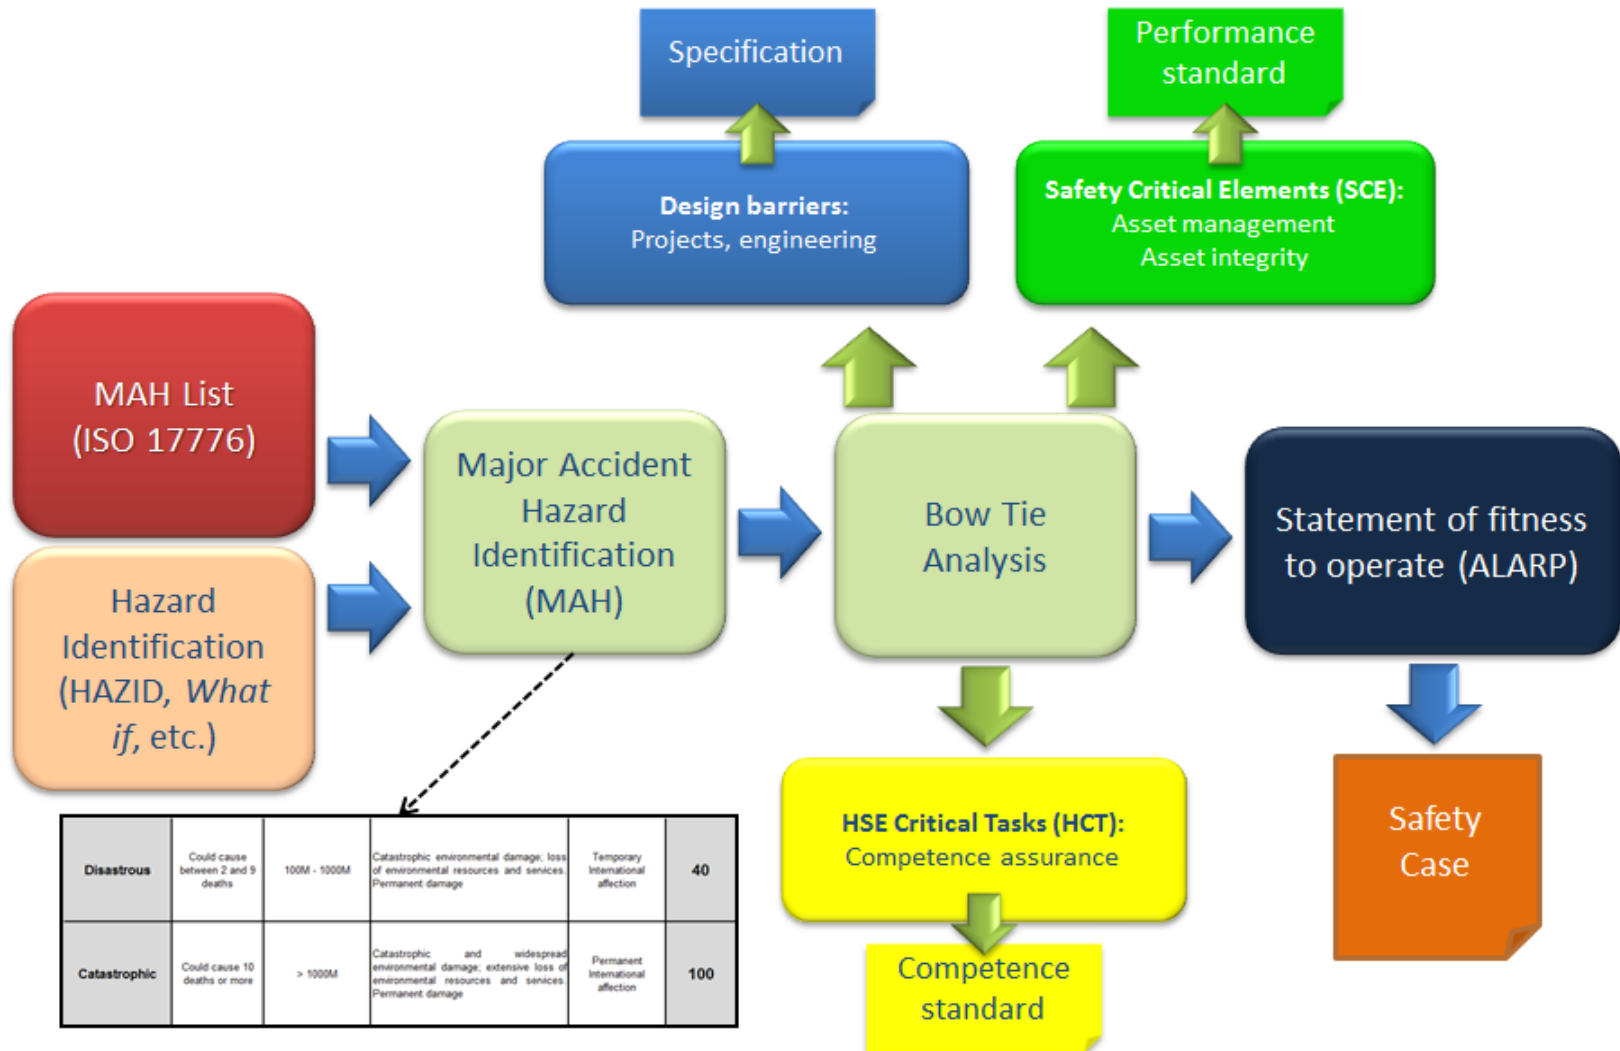 Specification
Performance
standard
Design barriers:
Projects, engineering
Safety Critical Elements (SCE):
Asset management
Asset integrity
MAH List
(ISO 17776)
Hazard
Identification
(HAZID, What
if, etc.)
Major Accident
Hazard
Identification
(MAH)
Bow Tie
Analysis
Statement of fitness
to operate (ALARP)
HSE Critical Tasks (HCT):
Competence assurance
Competence
standard
Safety
Case
Disastrous
Could cause
between 2 and 9
deaths
100M - 1000M
Catastrophic environmental damage; loss
of environmental resources and services.
Permanent damage
Temporary
International
affection
40
Catastrophic
Could cause 10
deaths or more
> 1000M
Catastrophic and widespread
environmental damage; extensive loss of
environmental resources and services.
Permanent damage
Permanent
International
affection
100